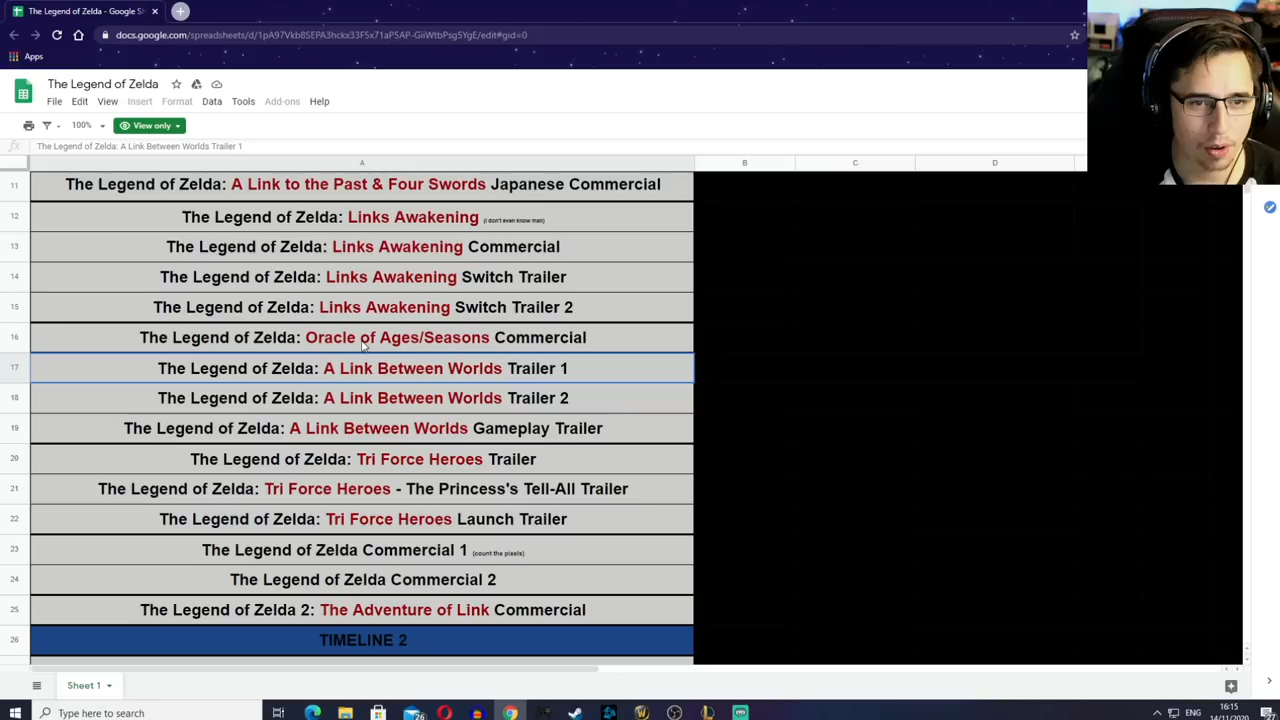 The Legend of Zelda - Google Sh
docs.google.com/spreadsheets/d/
Apps
The Legend of Zelda
File Edit View Insert Format Data Tools Add-ons Help
100% View only
fx The Legend of Zelda: A Link Between Worlds Trailer 1
A B C D
11 The Legend of Zelda: A Link to the Past & Four Swords Japanese Commercial
12 The Legend of Zelda: Links Awakening (I don't even know man)
13 The Legend of Zelda: Links Awakening Commercial
14 The Legend of Zelda: Links Awakening Switch Trailer
15 The Legend of Zelda: Links Awakening Switch Trailer 2
16 The Legend of Zelda: Oracle of Ages/Seasons Commercial
17 The Legend of Zelda: A Link Between Worlds Trailer 1
18 The Legend of Zelda: A Link Between Worlds Trailer 2
19 The Legend of Zelda: A Link Between Worlds Gameplay Trailer
20 The Legend of Zelda: Tri Force Heroes Trailer
21 The Legend of Zelda: Tri Force Heroes - The Princess's Tell-All Trailer
22 The Legend of Zelda: Tri Force Heroes Launch Trailer
23 The Legend of Zelda Commercial 1 (count the pixels)
24 The Legend of Zelda Commercial 2
25 The Legend of Zelda 2: The Adventure of Link Commercial
26 TIMELINE 2
Sheet 1
Type here to search
26
ENG
16:15
14/11/2020